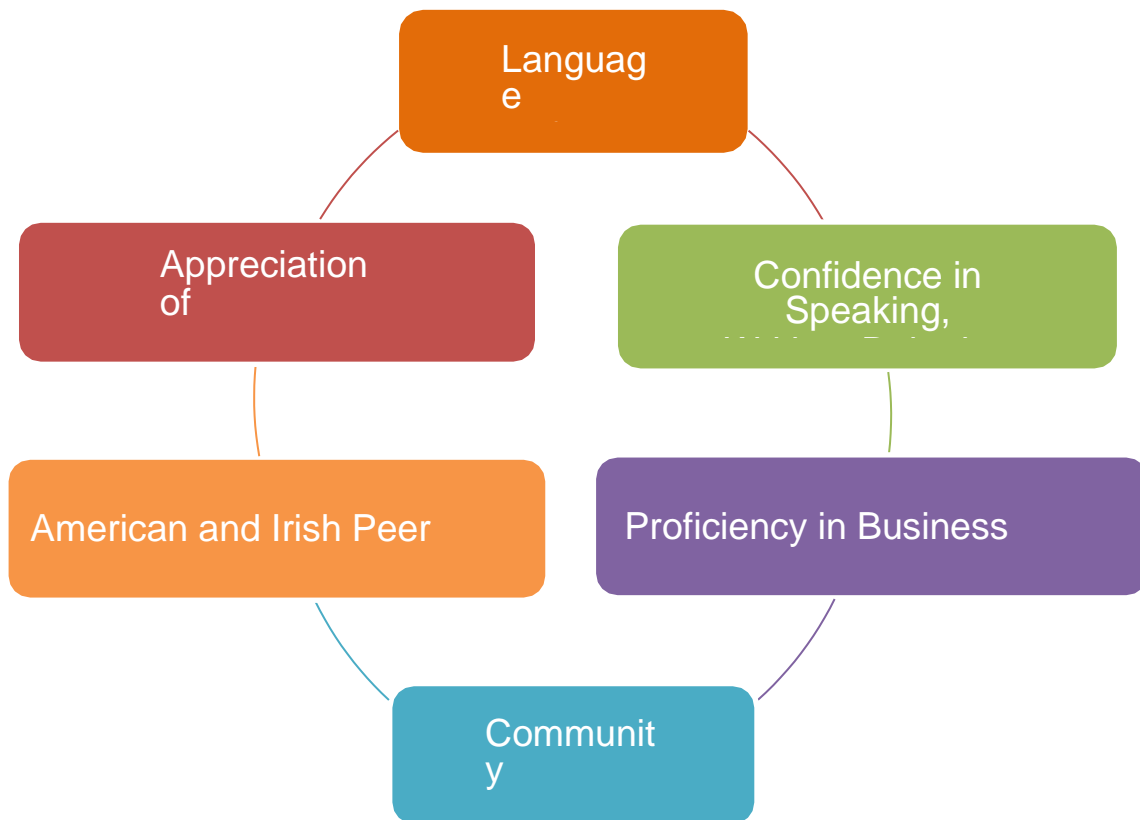 Languag
e
Appreciation
of
Confidence in
Speaking,
American and Irish Peer
Proficiency in Business
Communit
y